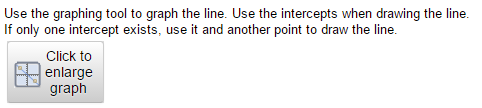 Use the graphing tool to graph the line. Use the intercepts when drawing the line.
If only one intercept exists, use it and another point to draw the line.
Click to
enlarge
graph